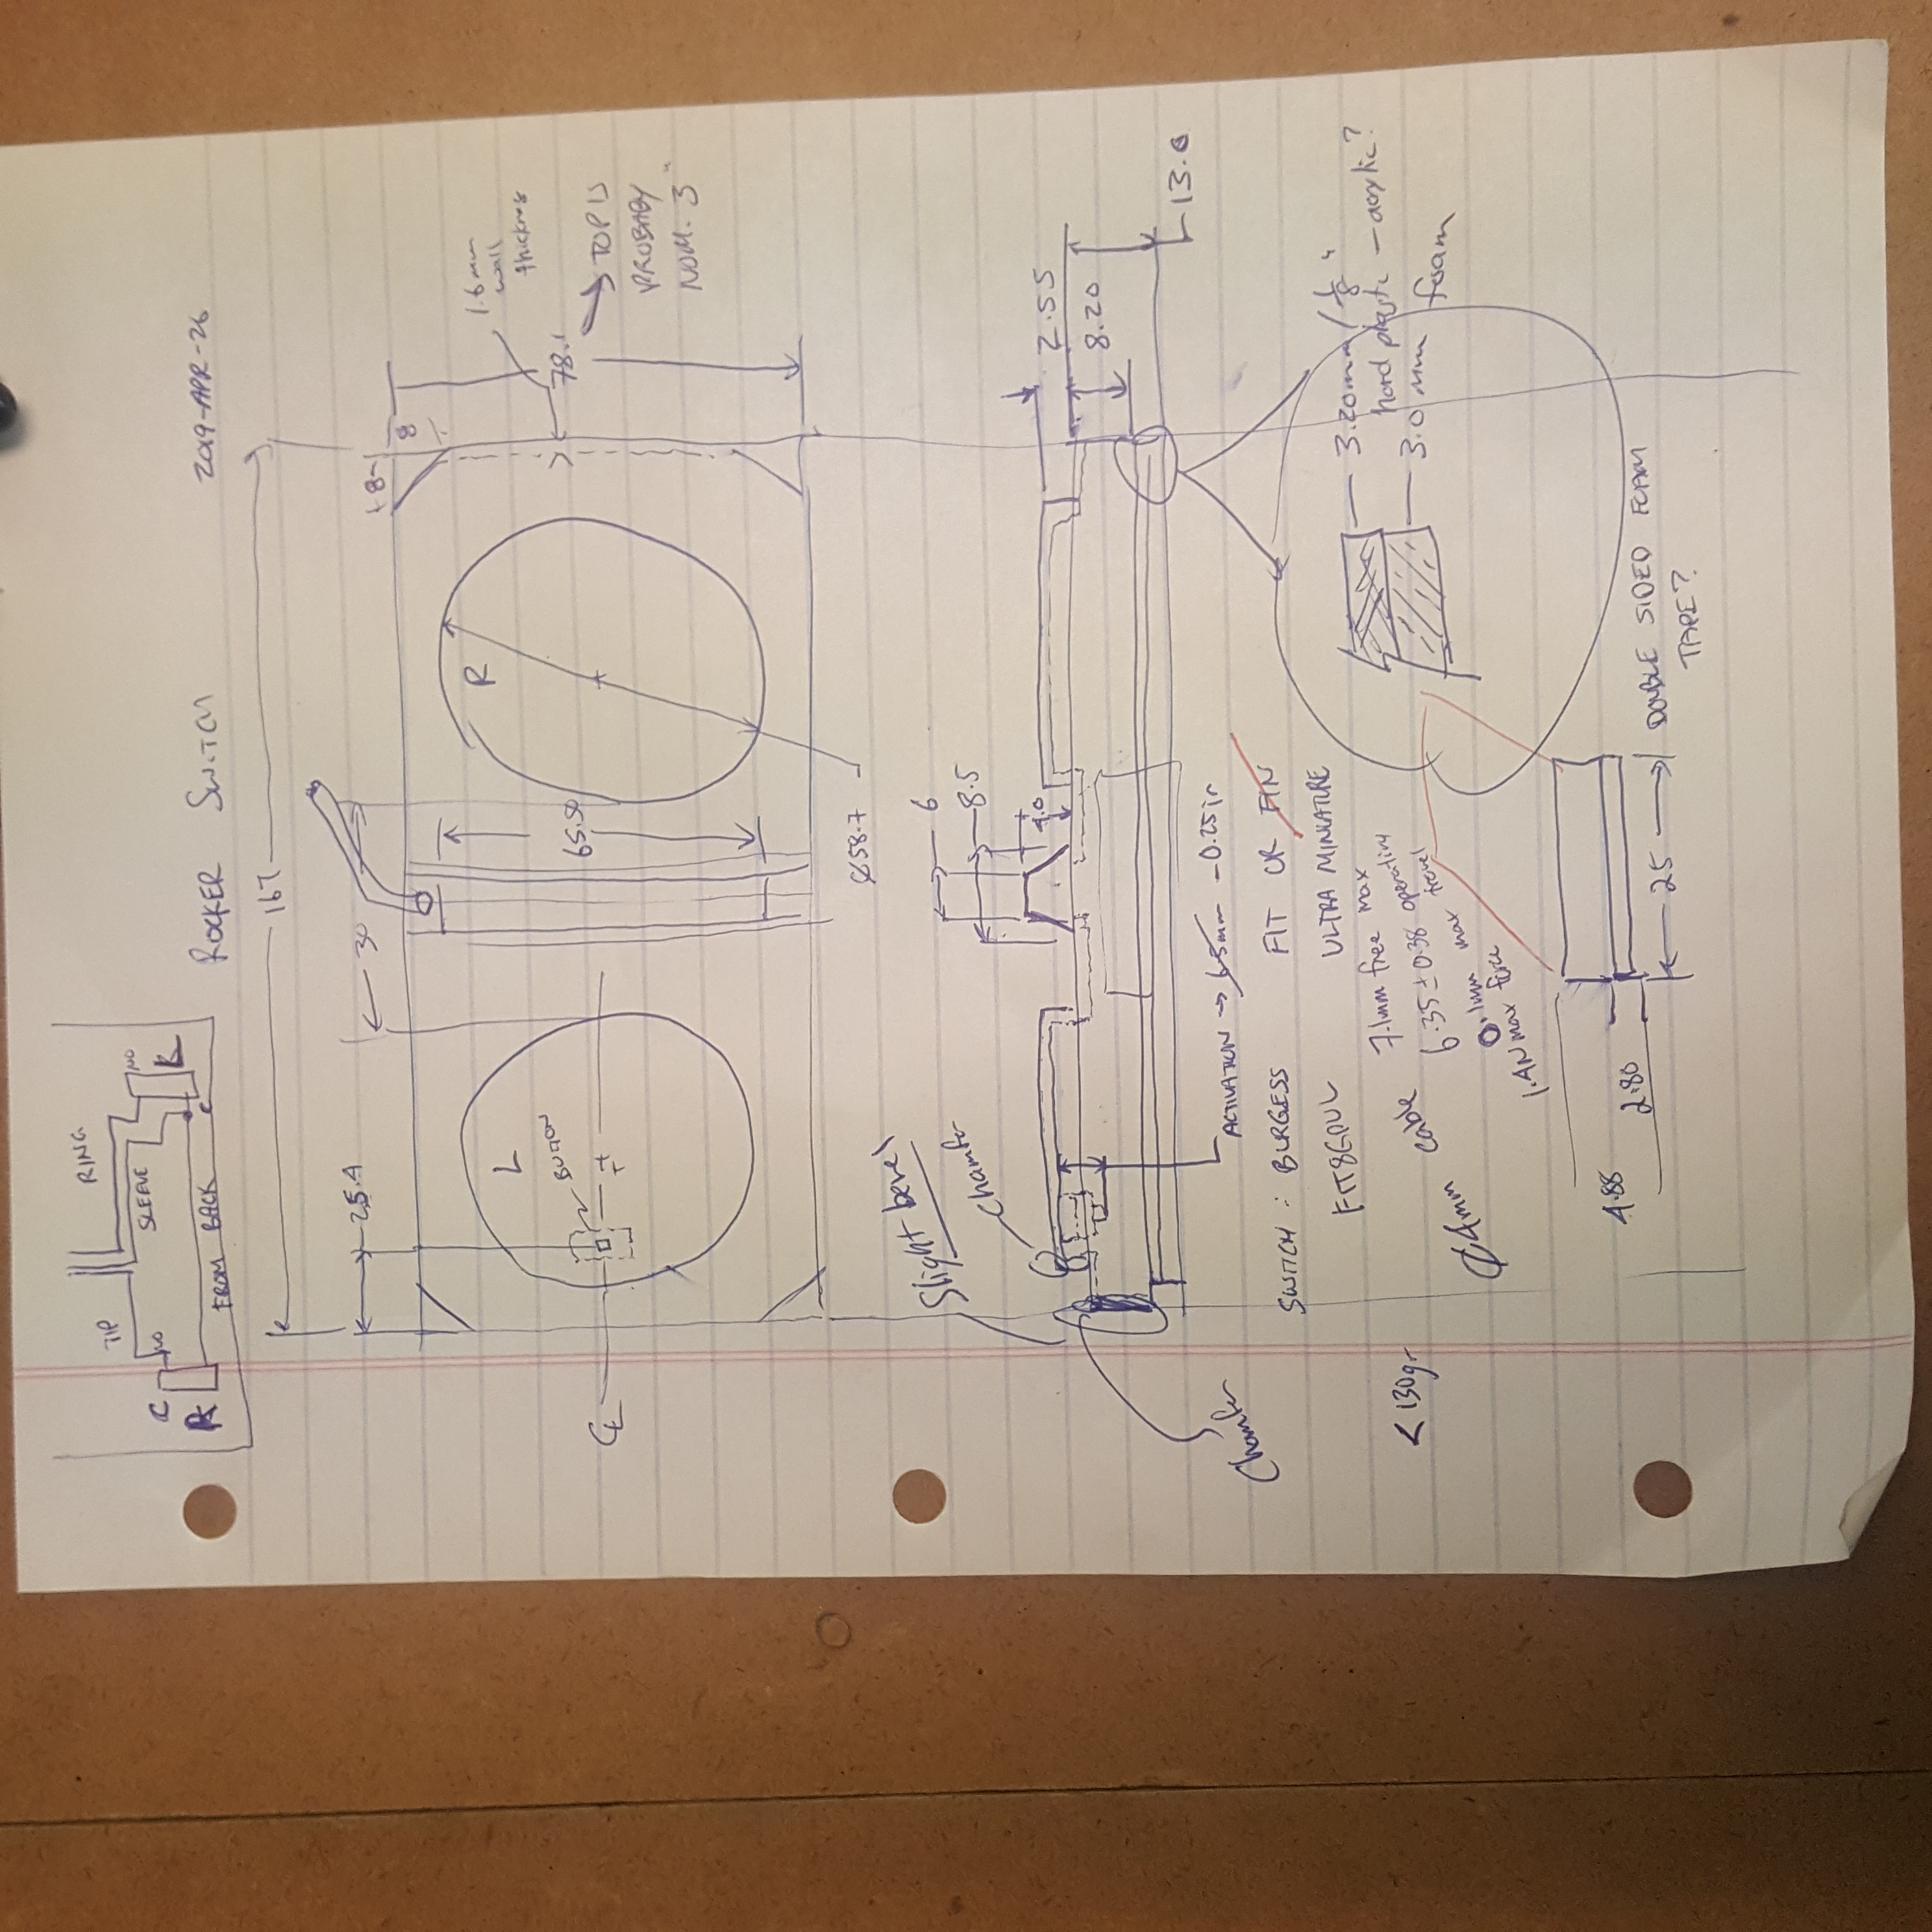 TIP
RING
C
NO
SLEEVE
NO
R
L
FROM BACK
C
ROCKER SWITCH
2019-APR-26
167
25.4
30
8
8
L
R
BUTTON
1.6mm
wall
thickness
65.50
78.1
CL
TOP IS
PROBABY
NOM. 3"
Ø58.7
Slight bevel
Chamfer
6
8.5
4.0
2.55
8.20
13.0
Chamfer
ACTIVATION → 6.5mm - 0.25in
SWITCH : BURGESS
FIT OR FIN
ULTRA MINIATURE
< 130gr
Ø4mm cable
7.1mm free max
6.35 ± 0.38 operating
0.1mm max travel
1.4N max force
3.20mm / 1/8"
hard plastic - acrylic?
3.0 mm
foam
4.88
2.80
25
DOUBLE SIDED FOAM
TAPE?